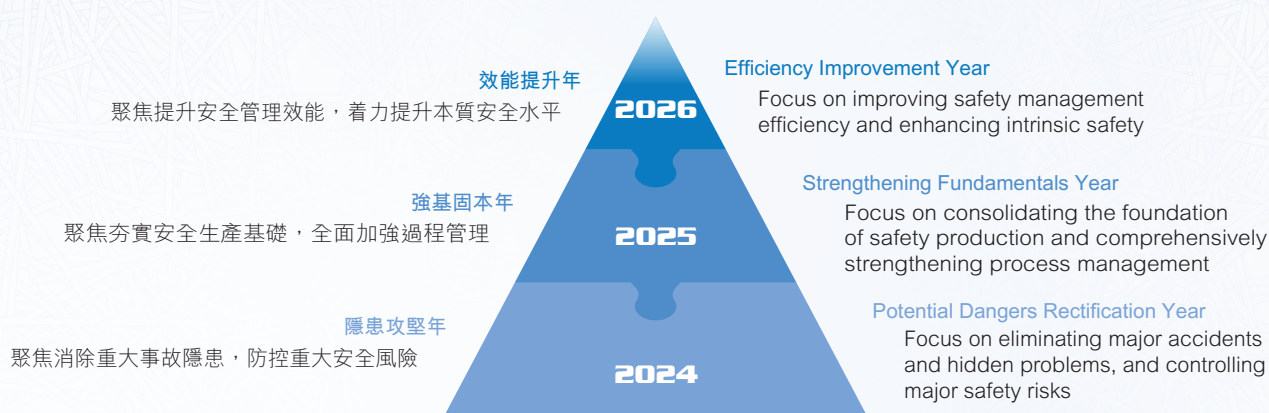 效能提升年
聚焦提升安全管理效能，着力提升本質安全水平
2026
Efficiency Improvement Year
Focus on improving safety management
efficiency and enhancing intrinsic safety
強基固本年
聚焦夯實安全生產基礎，全面加強過程管理
2025
Strengthening Fundamentals Year
Focus on consolidating the foundation
of safety production and comprehensively
strengthening process management
隱患攻堅年
聚焦消除重大事故隱患，防控重大安全風險
2024
Potential Dangers Rectification Year
Focus on eliminating major accidents
and hidden problems, and controlling
major safety risks